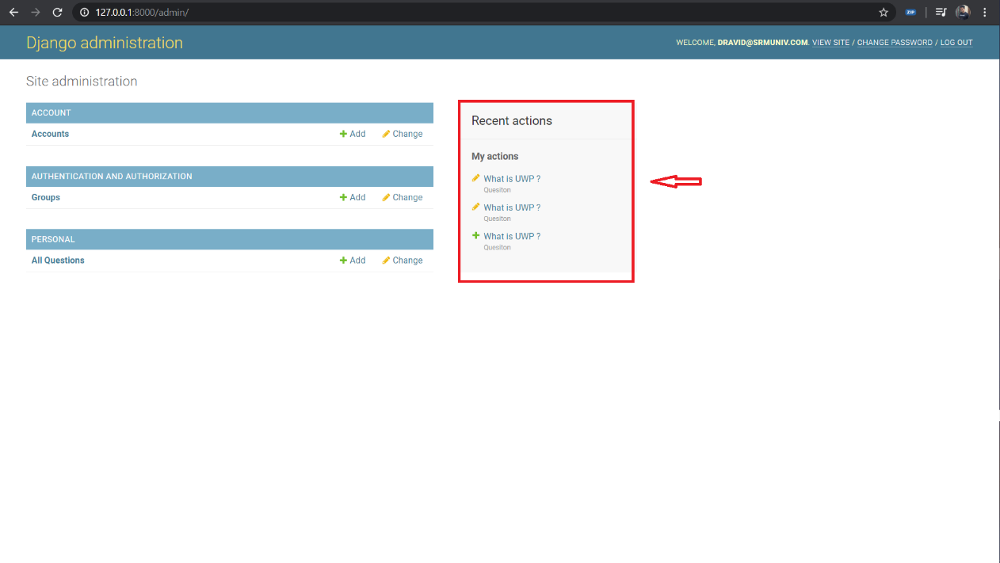 127.0.0.1:8000/admin/
ZIP
Django administration
WELCOME, DRAVID@SRMUNIV.COM. VIEW SITE / CHANGE PASSWORD / LOG OUT
Site administration
ACCOUNT
Accounts Add Change
AUTHENTICATION AND AUTHORIZATION
Groups Add Change
PERSONAL
All Questions Add Change
Recent actions
My actions
What is UWP ?
Quesiton
What is UWP ?
Quesiton
What is UWP ?
Quesiton